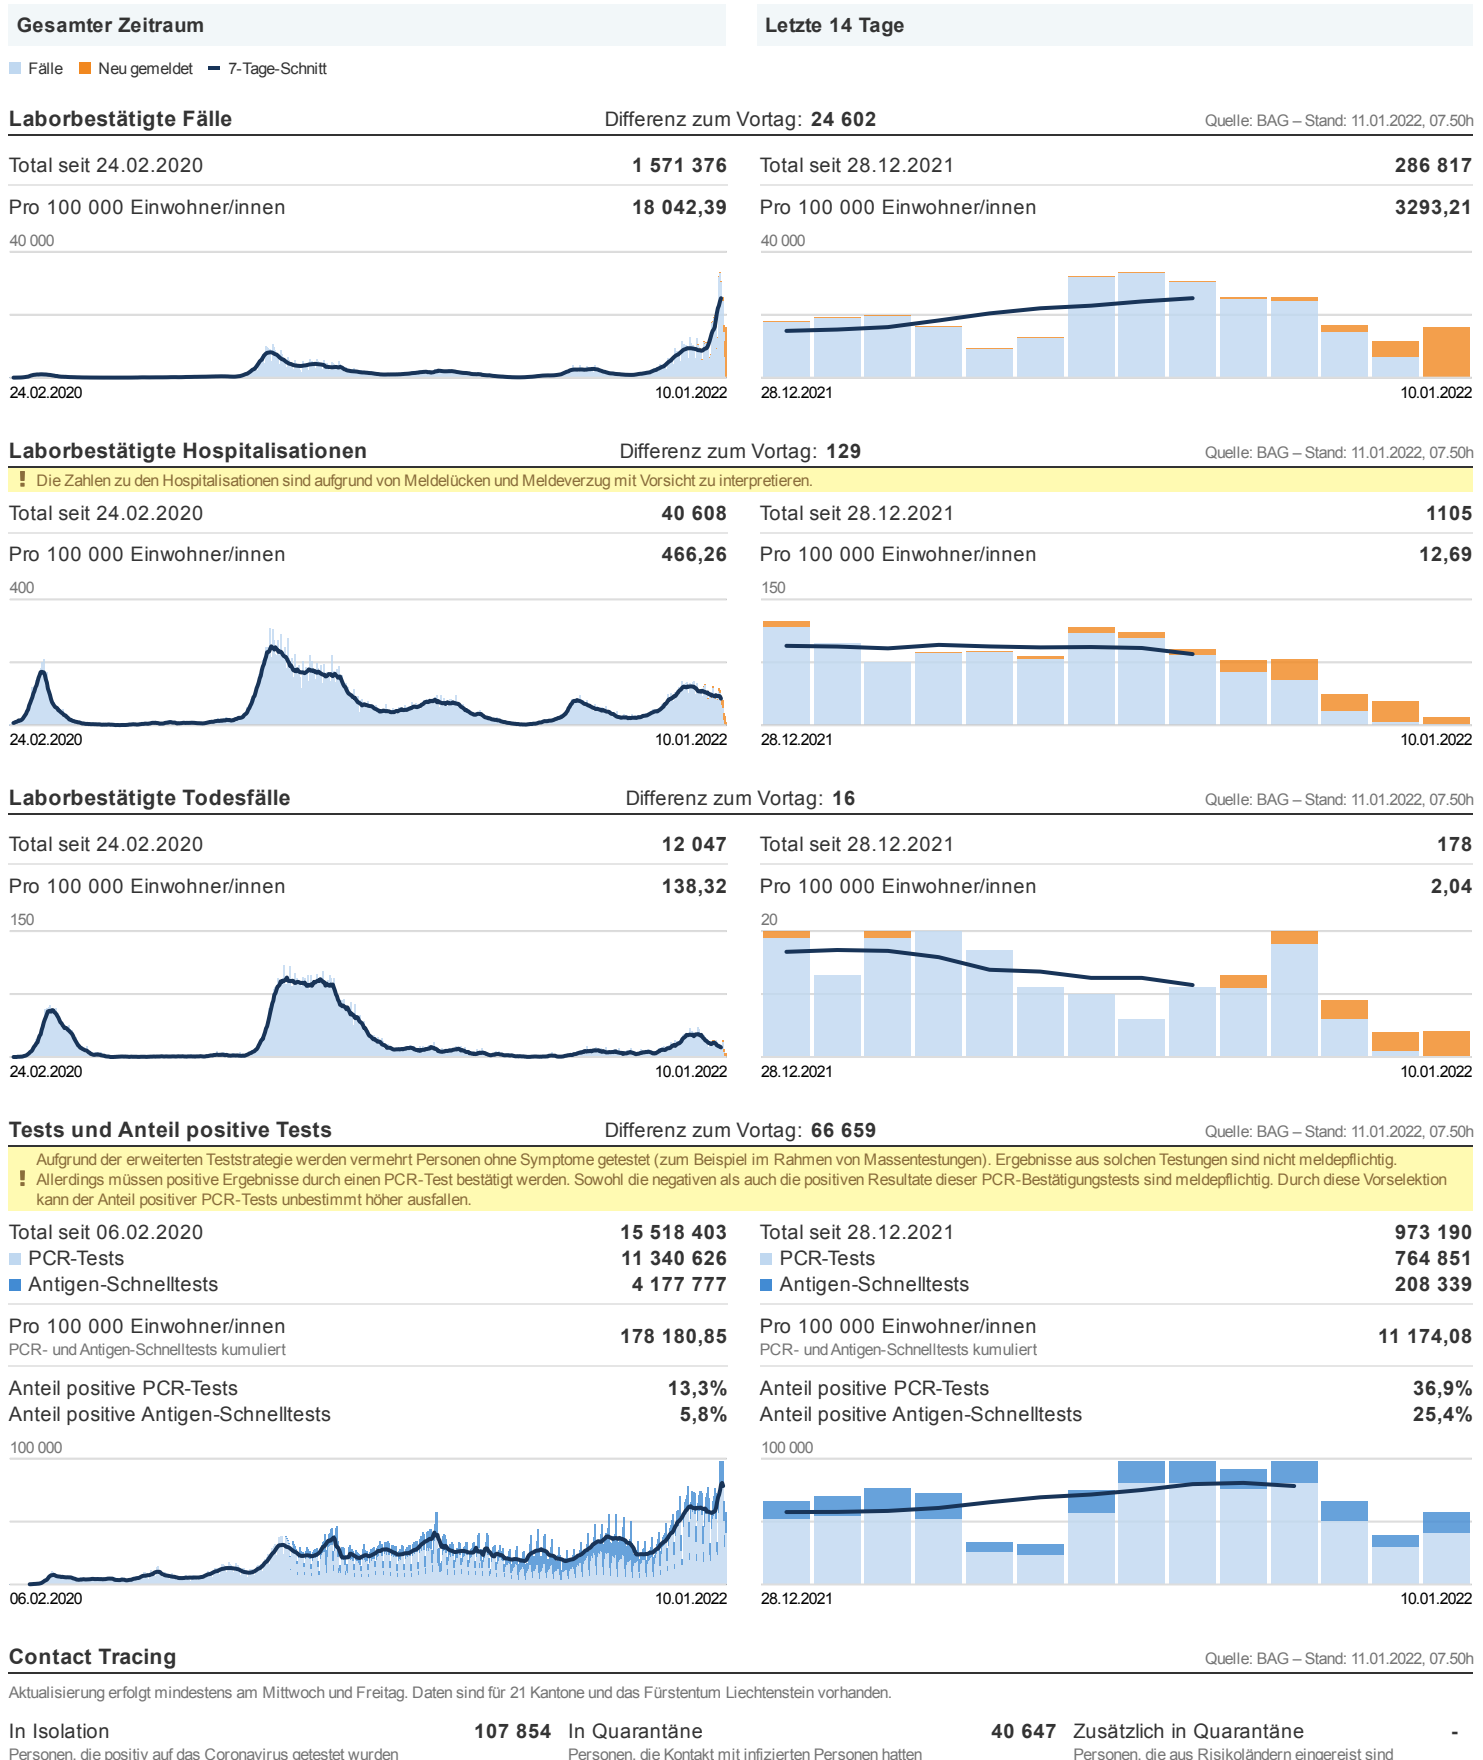 Gesamter Zeitraum
Letzte 14 Tage
Fälle Neu gemeldet 7-Tage-Schnitt
Laborbestätigte Fälle Differenz zum Vortag: 24 602 Quelle: BAG – Stand: 11.01.2022, 07.50h
Total seit 24.02.2020 1 571 376
Pro 100 000 Einwohner/innen 18 042,39
40 000
24.02.2020 10.01.2022
Total seit 28.12.2021 286 817
Pro 100 000 Einwohner/innen 3293,21
40 000
28.12.2021 10.01.2022
Laborbestätigte Hospitalisationen Differenz zum Vortag: 129 Quelle: BAG – Stand: 11.01.2022, 07.50h
! Die Zahlen zu den Hospitalisationen sind aufgrund von Meldelücken und Meldeverzug mit Vorsicht zu interpretieren.
Total seit 24.02.2020 40 608
Pro 100 000 Einwohner/innen 466,26
400
24.02.2020 10.01.2022
Total seit 28.12.2021 1105
Pro 100 000 Einwohner/innen 12,69
150
28.12.2021 10.01.2022
Laborbestätigte Todesfälle Differenz zum Vortag: 16 Quelle: BAG – Stand: 11.01.2022, 07.50h
Total seit 24.02.2020 12 047
Pro 100 000 Einwohner/innen 138,32
150
24.02.2020 10.01.2022
Total seit 28.12.2021 178
Pro 100 000 Einwohner/innen 2,04
20
28.12.2021 10.01.2022
Tests und Anteil positive Tests Differenz zum Vortag: 66 659 Quelle: BAG – Stand: 11.01.2022, 07.50h
Aufgrund der erweiterten Teststrategie werden vermehrt Personen ohne Symptome getestet (zum Beispiel im Rahmen von Massentestungen). Ergebnisse aus solchen Testungen sind nicht meldepflichtig.
! Allerdings müssen positive Ergebnisse durch einen PCR-Test bestätigt werden. Sowohl die negativen als auch die positiven Resultate dieser PCR-Bestätigungstests sind meldepflichtig. Durch diese Vorselektion
kann der Anteil positiver PCR-Tests unbestimmt höher ausfallen.
Total seit 06.02.2020 15 518 403
PCR-Tests 11 340 626
Antigen-Schnelltests 4 177 777
Pro 100 000 Einwohner/innen 178 180,85
PCR- und Antigen-Schnelltests kumuliert
Anteil positive PCR-Tests 13,3%
Anteil positive Antigen-Schnelltests 5,8%
100 000
06.02.2020 10.01.2022
Total seit 28.12.2021 973 190
PCR-Tests 764 851
Antigen-Schnelltests 208 339
Pro 100 000 Einwohner/innen 11 174,08
PCR- und Antigen-Schnelltests kumuliert
Anteil positive PCR-Tests 36,9%
Anteil positive Antigen-Schnelltests 25,4%
100 000
28.12.2021 10.01.2022
Contact Tracing Quelle: BAG – Stand: 11.01.2022, 07.50h
Aktualisierung erfolgt mindestens am Mittwoch und Freitag. Daten sind für 21 Kantone und das Fürstentum Liechtenstein vorhanden.
In Isolation 107 854
Personen, die positiv auf das Coronavirus getestet wurden
In Quarantäne 40 647
Personen, die Kontakt mit infizierten Personen hatten
Zusätzlich in Quarantäne -
Personen, die aus Risikoländern eingereist sind